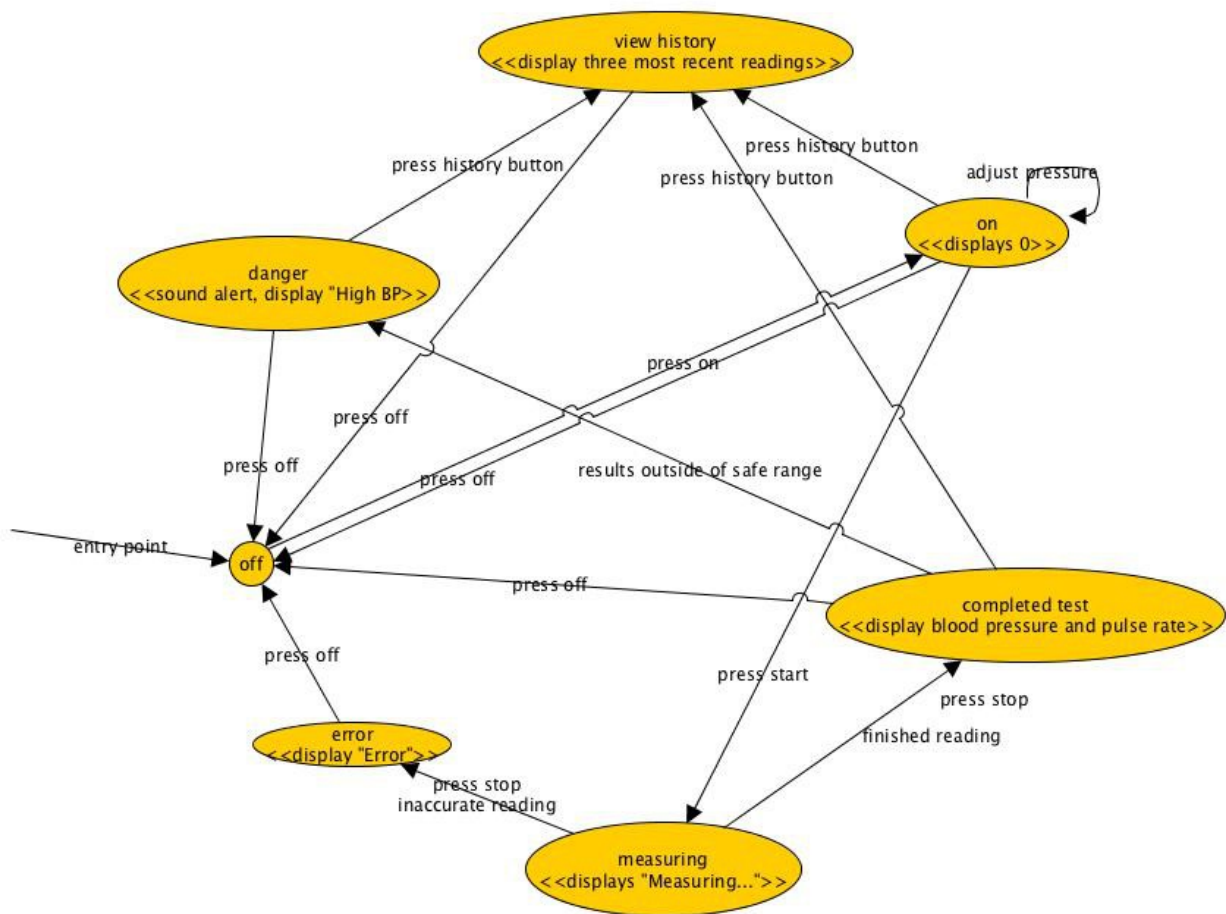 view history
<<display three most recent readings>>
press history button
press history button
press history button
adjust pressure
on
<<displays 0>>
danger
<<sound alert, display "High BP>>
press on
press off
press off
press off
results outside of safe range
entry point
off
press off
completed test
<<display blood pressure and pulse rate>>
press off
press start
press stop
finished reading
error
<<display "Error">>
press stop
inaccurate reading
measuring
<<displays "Measuring...">>